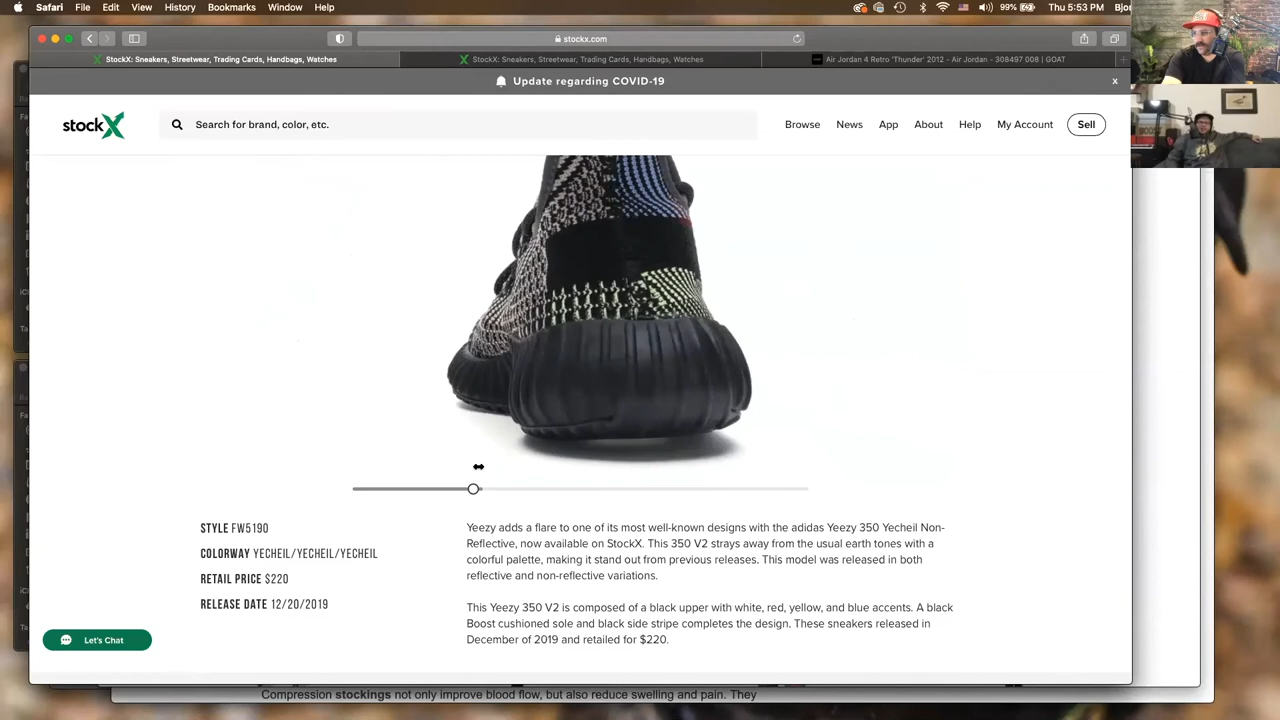 Safari File Edit View History Bookmarks Window Help 99% Thu 5:53 PM Bjor
stockx.com
StockX: Sneakers, Streetwear, Trading Cards, Handbags, Watches
StockX: Sneakers, Streetwear, Trading Cards, Handbags, Watches
Air Jordan 4 Retro 'Thunder' 2012 - Air Jordan - 308497 008 | GOAT
Update regarding COVID-19 x
stockX
Search for brand, color, etc.
Browse News App About Help My Account Sell
STYLE FW5190
COLORWAY YECHEIL/YECHEIL/YECHEIL
RETAIL PRICE $220
RELEASE DATE 12/20/2019
Yeezy adds a flare to one of its most well-known designs with the adidas Yeezy 350 Yecheil Non-
Reflective, now available on StockX. This 350 V2 strays away from the usual earth tones with a
colorful palette, making it stand out from previous releases. This model was released in both
reflective and non-reflective variations.
This Yeezy 350 V2 is composed of a black upper with white, red, yellow, and blue accents. A black
Boost cushioned sole and black side stripe completes the design. These sneakers released in
December of 2019 and retailed for $220.
Let's Chat
Compression stockings not only improve blood flow, but also reduce swelling and pain. They